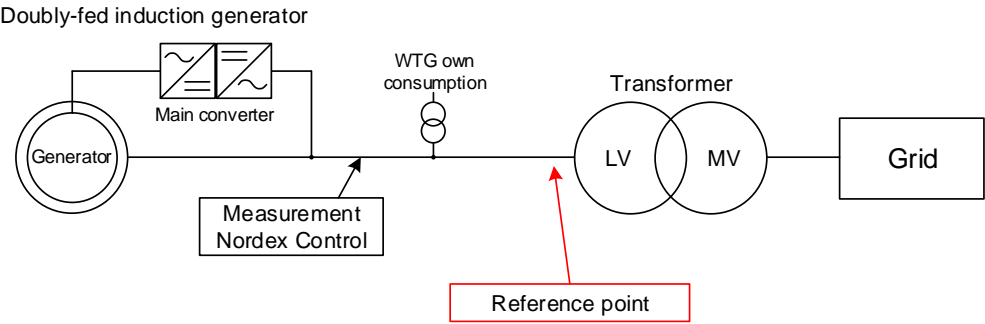 Doubly-fed induction generator
WTG own
consumption
Transformer
Main converter
Generator
LV
MV
Grid
Measurement
Nordex Control
Reference point